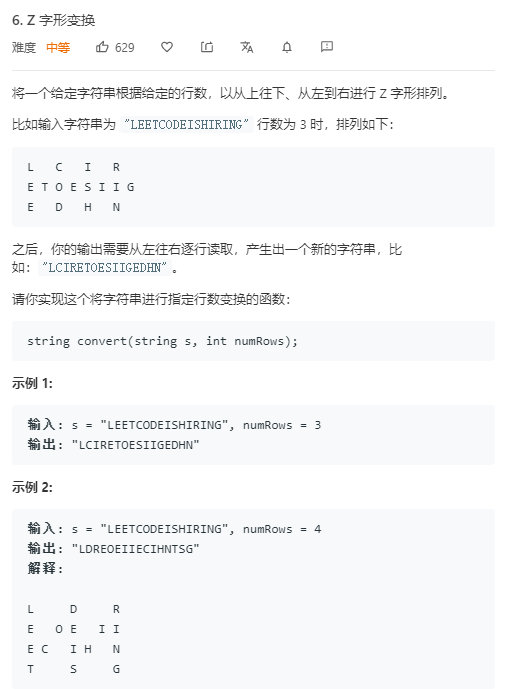 6. Z 字形变换
难度 中等 629
将一个给定字符串根据给定的行数，以从上往下、从左到右进行 Z 字形排列。
比如输入字符串为 "LEETCODEISHIRING" 行数为 3 时，排列如下：
L   C   I   R
E T O E S I I G
E   D   H   N
之后，你的输出需要从左往右逐行读取，产生出一个新的字符串，比
如："LCIRETOESIIGEDHN"。
请你实现这个将字符串进行指定行数变换的函数：
string convert(string s, int numRows);
示例 1:
输入: s = "LEETCODEISHIRING", numRows = 3
输出: "LCIRETOESIIGEDHN"
示例 2:
输入: s = "LEETCODEISHIRING", numRows = 4
输出: "LDREOEIIECIHNTSG"
解释:
L     D     R
E   O E   I I
E C   I H   N
T     S     G